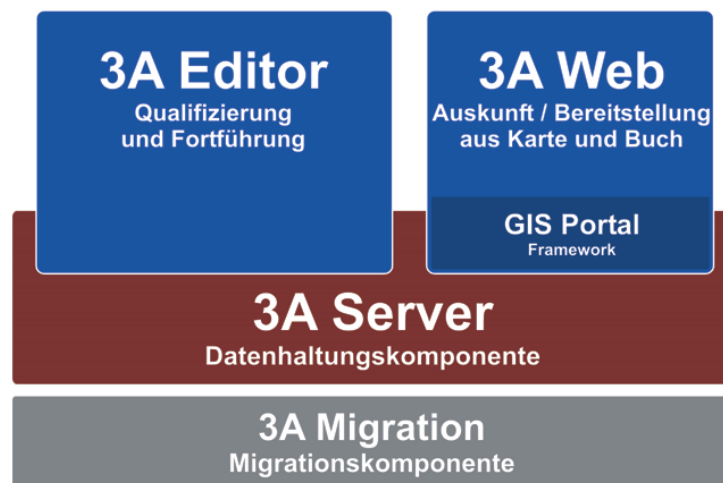 3A Editor
Qualifizierung
und Fortführung
3A Web
Auskunft / Bereitstellung
aus Karte und Buch
GIS Portal
Framework
3A Server
Datenhaltungskomponente
3A Migration
Migrationskomponente